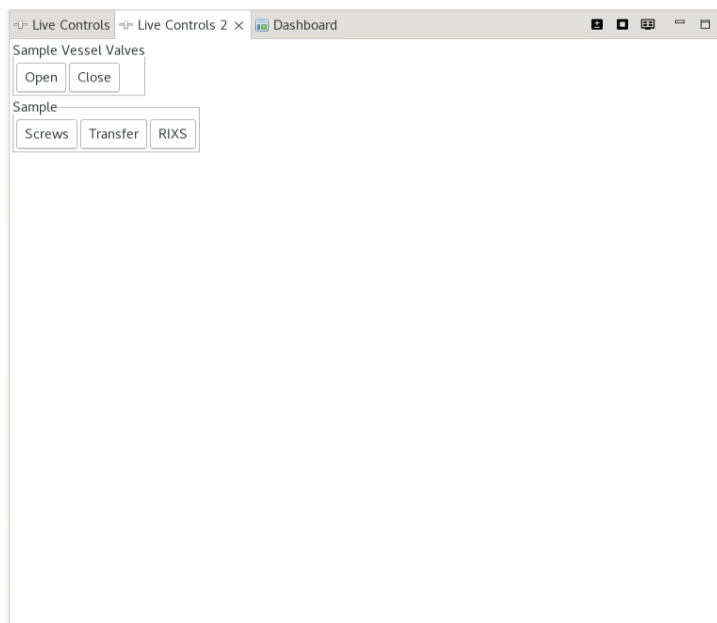 Live Controls Live Controls 2 Dashboard
Sample Vessel Valves
Open Close
Sample
Screws Transfer RIXS